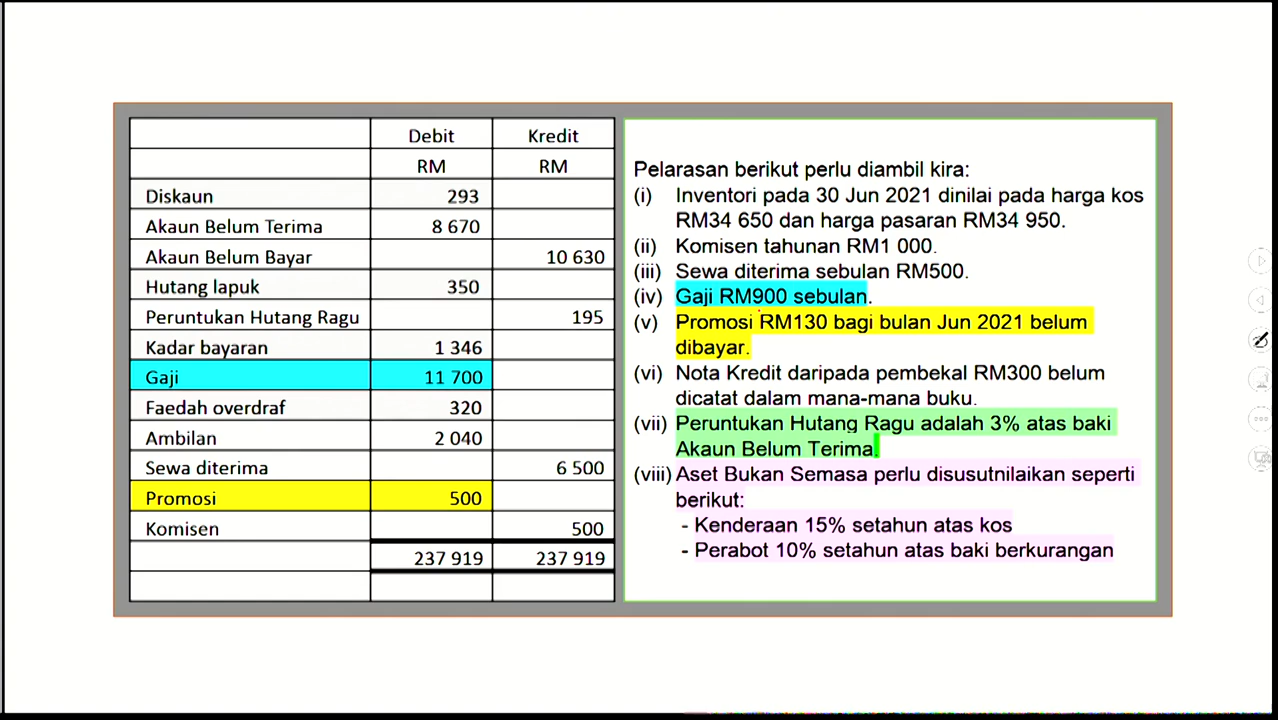 Debit Kredit
RM RM
Diskaun 293
Akaun Belum Terima 8 670
Akaun Belum Bayar 10 630
Hutang lapuk 350
Peruntukan Hutang Ragu 195
Kadar bayaran 1 346
Gaji 11 700
Faedah overdraf 320
Ambilan 2 040
Sewa diterima 6 500
Promosi 500
Komisen 500
237 919 237 919
Pelarasan berikut perlu diambil kira:
(i) Inventori pada 30 Jun 2021 dinilai pada harga kos
RM34 650 dan harga pasaran RM34 950.
(ii) Komisen tahunan RM1 000.
(iii) Sewa diterima sebulan RM500.
(iv) Gaji RM900 sebulan.
(v) Promosi RM130 bagi bulan Jun 2021 belum
dibayar.
(vi) Nota Kredit daripada pembekal RM300 belum
dicatat dalam mana-mana buku.
(vii) Peruntukan Hutang Ragu adalah 3% atas baki
Akaun Belum Terima.
(viii) Aset Bukan Semasa perlu disusutnilaikan seperti
berikut:
- Kenderaan 15% setahun atas kos
- Perabot 10% setahun atas baki berkurangan